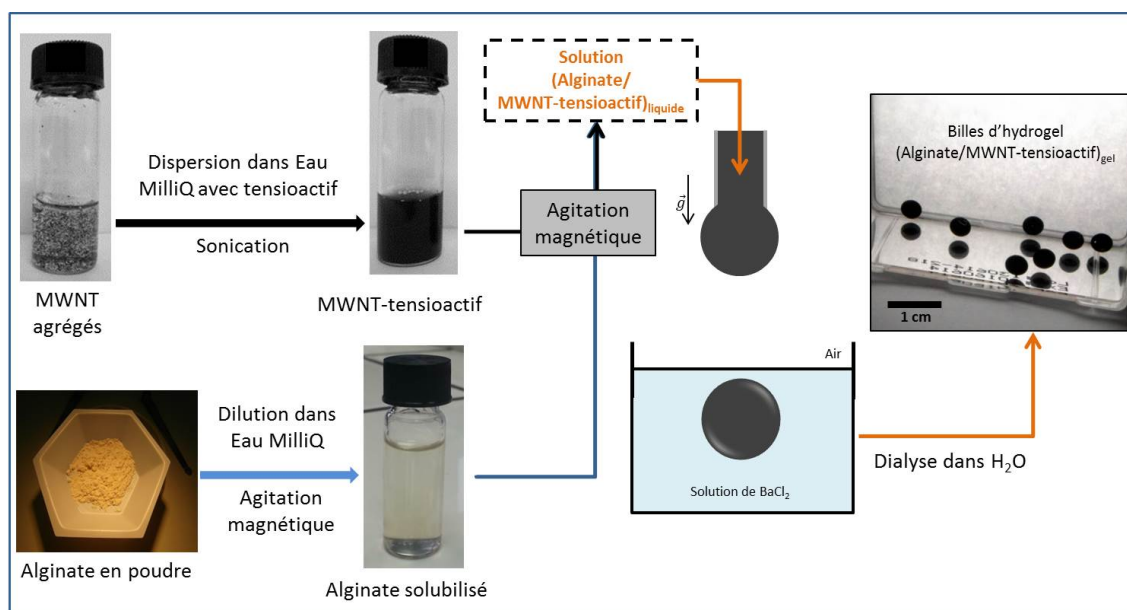 Dispersion dans Eau
MilliQ avec tensioactif
Sonication
MWNT
agrégés
MWNT-tensioactif
Solution
(Alginate/
MWNT-tensioactif)liquide
Agitation
magnétique
g
Billes d'hydrogel
(Alginate/MWNT-tensioactif)gel
1 cm
Dilution dans
Eau MilliQ
Agitation
magnétique
Alginate en poudre
Alginate solubilisé
Air
Solution de BaCl2
Dialyse dans H2O